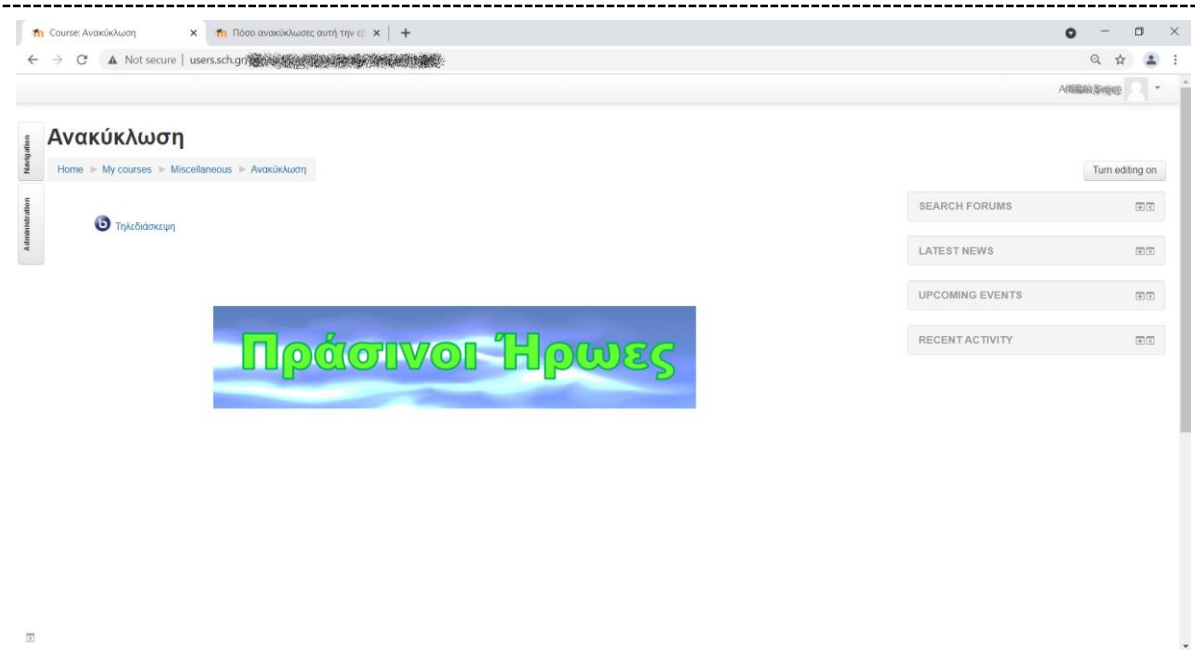 Course: Ανακύκλωση
Πόσο ανακύκλωσες αυτή την εβ
Not secure | users.sch.gr/
Ανακύκλωση
Navigation
Home ► My courses ► Miscellaneous ► Ανακύκλωση
Turn editing on
Administration
Τηλεδιάσκεψη
SEARCH FORUMS
LATEST NEWS
UPCOMING EVENTS
RECENT ACTIVITY
Πράσινοι Ήρωες